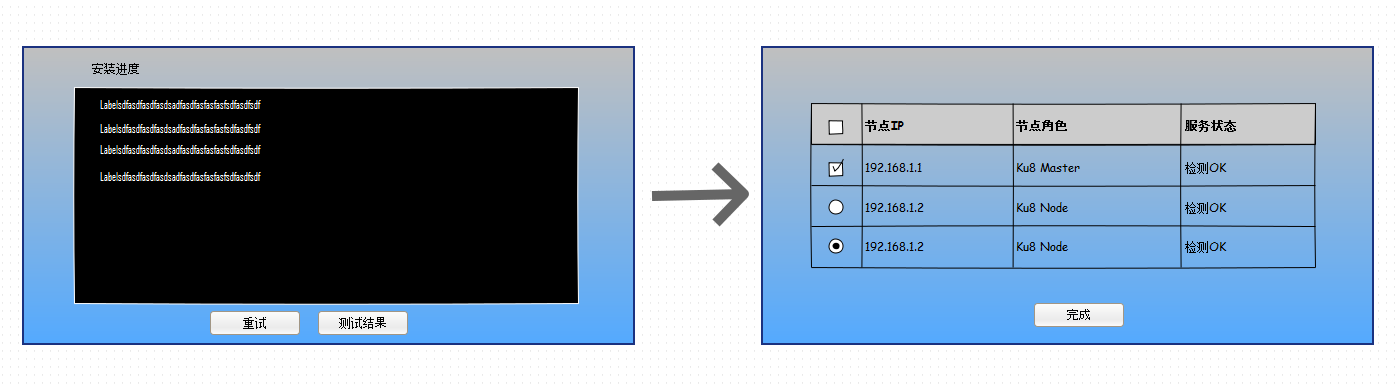 安装进度
Labelsdfasdfasdfasdsadfasdfasfasfasfsdfasdfsdf
Labelsdfasdfasdfasdsadfasdfasfasfasfsdfasdfsdf
Labelsdfasdfasdfasdsadfasdfasfasfasfsdfasdfsdf
Labelsdfasdfasdfasdsadfasdfasfasfasfsdfasdfsdf
重试 测试结果
节点IP 节点角色 服务状态
192.168.1.1 Ku8 Master 检测OK
192.168.1.2 Ku8 Node 检测OK
192.168.1.2 Ku8 Node 检测OK
完成